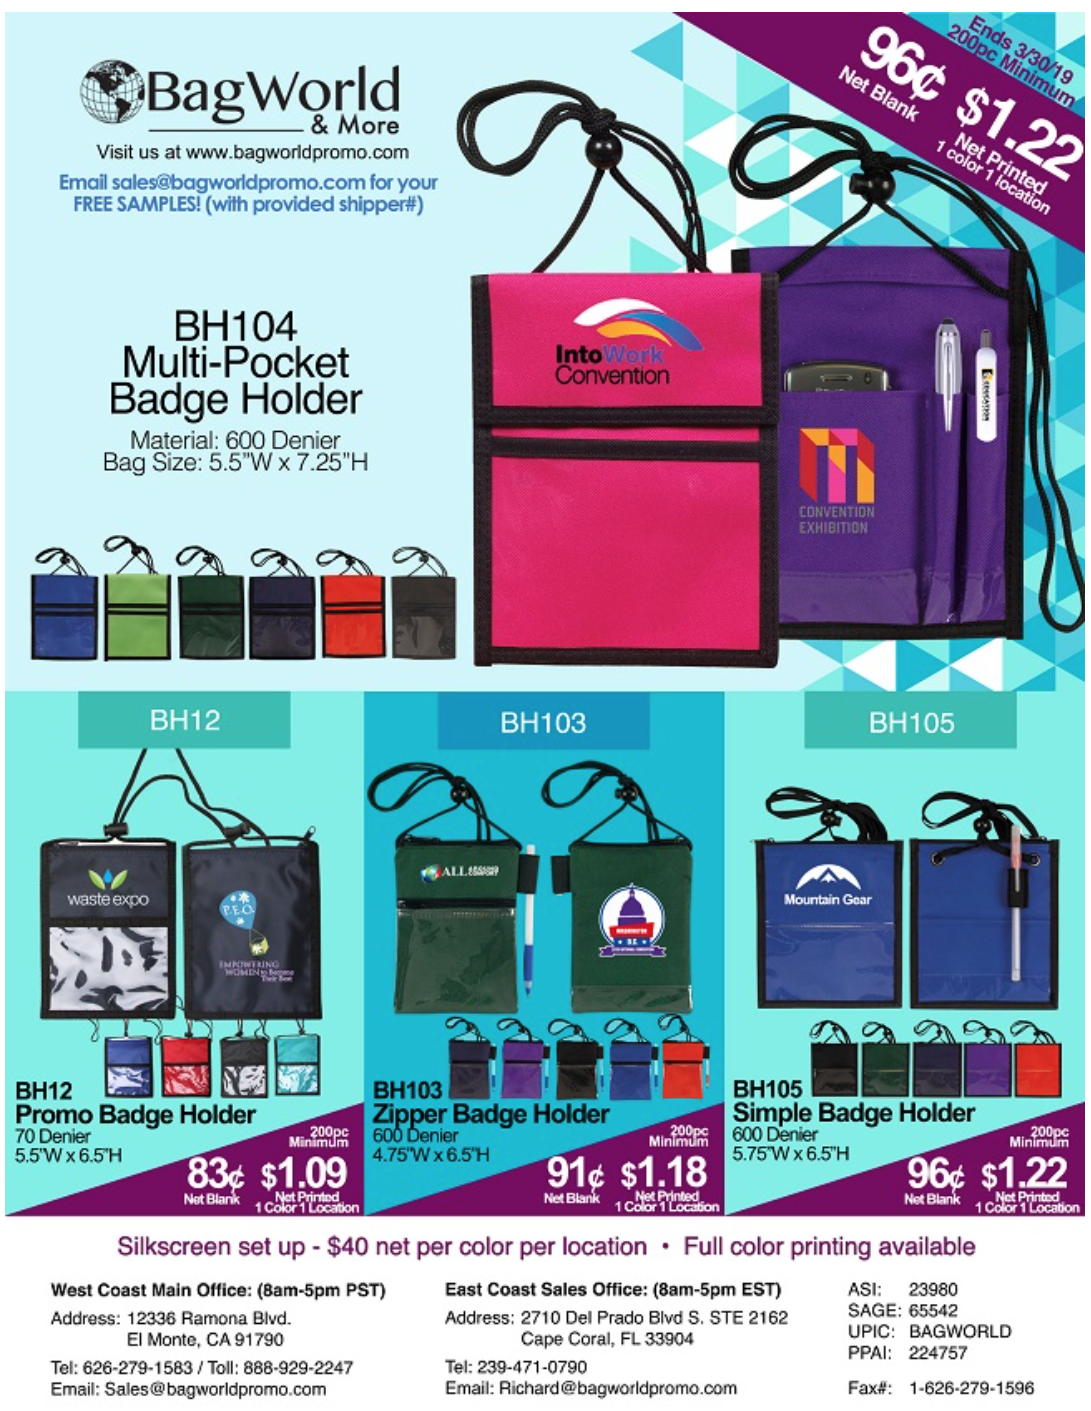 Ends 3/30/19
200pc Minimum
96¢
Net Blank
$1.22
Net Printed
1 color 1 location
BagWorld
& More
Visit us at www.bagworldpromo.com
Email sales@bagworldpromo.com for your
FREE SAMPLES! (with provided shipper#)
BH104
Multi-Pocket
Badge Holder
Material: 600 Denier
Bag Size: 5.5"W x 7.25"H
IntoWork
Convention
EDUCATION
CONVENTION
EXHIBITION
BH12
waste expo
P.E.O.
EMPOWERING
WOMEN to Become
Their Best
BH12
Promo Badge Holder
70 Denier
5.5"W x 6.5"H
200pc
Minimum
83¢ $1.09
Net Blank Net Printed
1 Color 1 Location
BH103
ALL
WASHINGTON
D.C.
BH103
Zipper Badge Holder
600 Denier
4.75"W x 6.5"H
200pc
Minimum
91¢ $1.18
Net Blank Net Printed
1 Color 1 Location
BH105
Mountain Gear
BH105
Simple Badge Holder
600 Denier
5.75"W x 6.5"H
200pc
Minimum
96¢ $1.22
Net Blank Net Printed
1 Color 1 Location
Silkscreen set up - $40 net per color per location • Full color printing available
West Coast Main Office: (8am-5pm PST)
Address: 12336 Ramona Blvd.
El Monte, CA 91790
Tel: 626-279-1583 / Toll: 888-929-2247
Email: Sales@bagworldpromo.com
East Coast Sales Office: (8am-5pm EST)
Address: 2710 Del Prado Blvd S. STE 2162
Cape Coral, FL 33904
Tel: 239-471-0790
Email: Richard@bagworldpromo.com
ASI: 23980
SAGE: 65542
UPIC: BAGWORLD
PPAI: 224757
Fax#: 1-626-279-1596